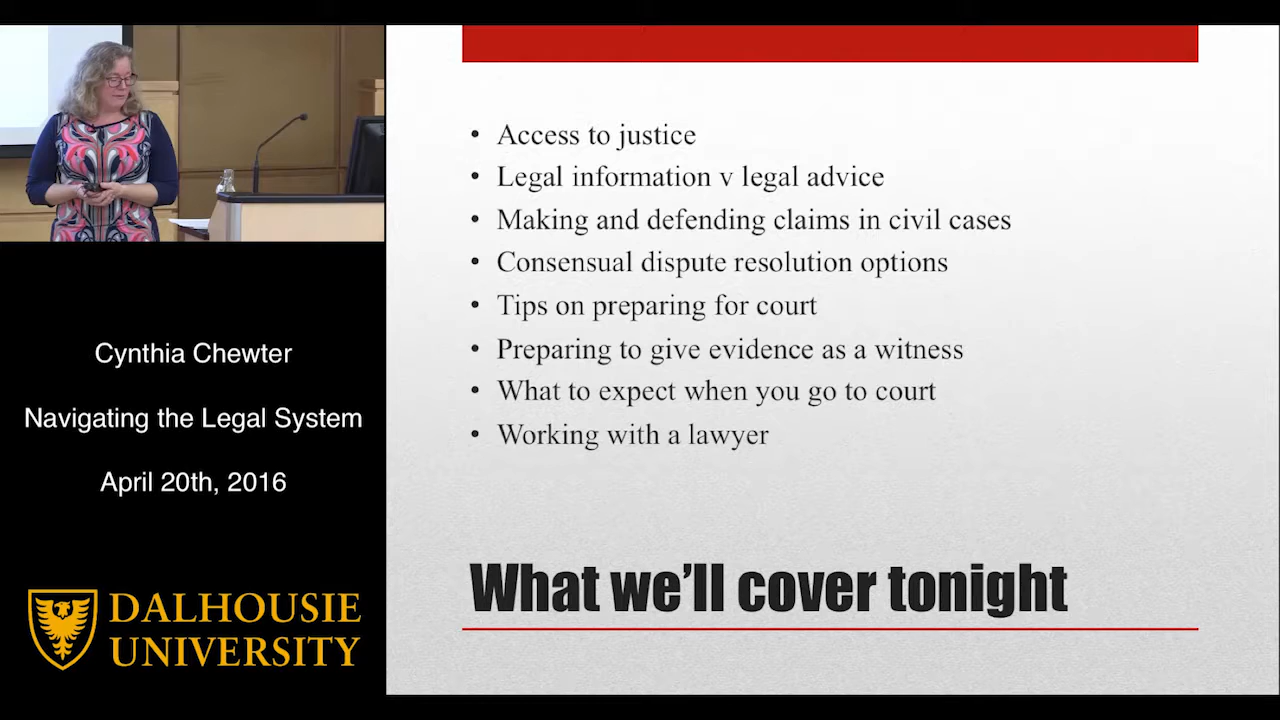 Cynthia Chewter
Navigating the Legal System
April 20th, 2016
DALHOUSIE
UNIVERSITY
• Access to justice
• Legal information v legal advice
• Making and defending claims in civil cases
• Consensual dispute resolution options
• Tips on preparing for court
• Preparing to give evidence as a witness
• What to expect when you go to court
• Working with a lawyer
What we'll cover tonight